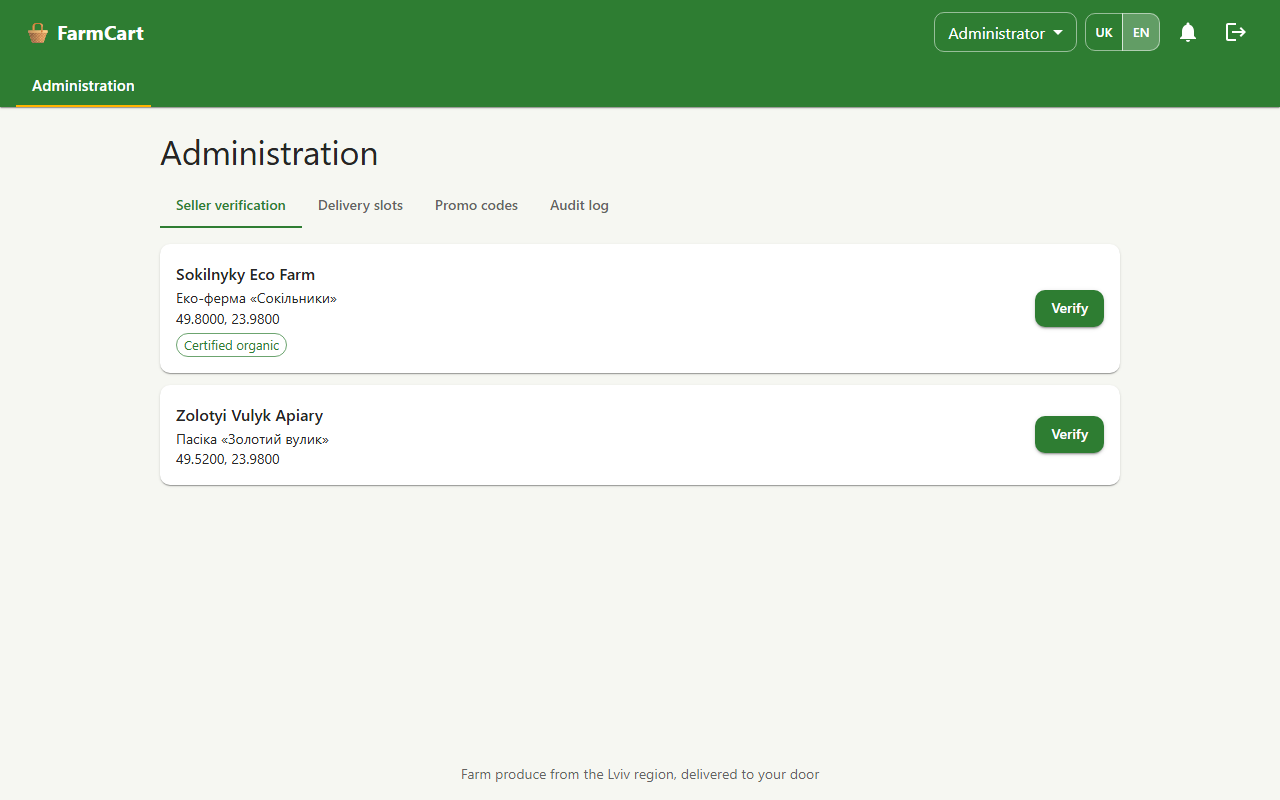 FarmCart
Administrator
UK
EN
Administration
Administration
Seller verification
Delivery slots
Promo codes
Audit log
Sokilnyky Eco Farm
Еко-ферма «Сокільники»
49.8000, 23.9800
Certified organic
Verify
Zolotyi Vulyk Apiary
Пасіка «Золотий вулик»
49.5200, 23.9800
Verify
Farm produce from the Lviv region, delivered to your door